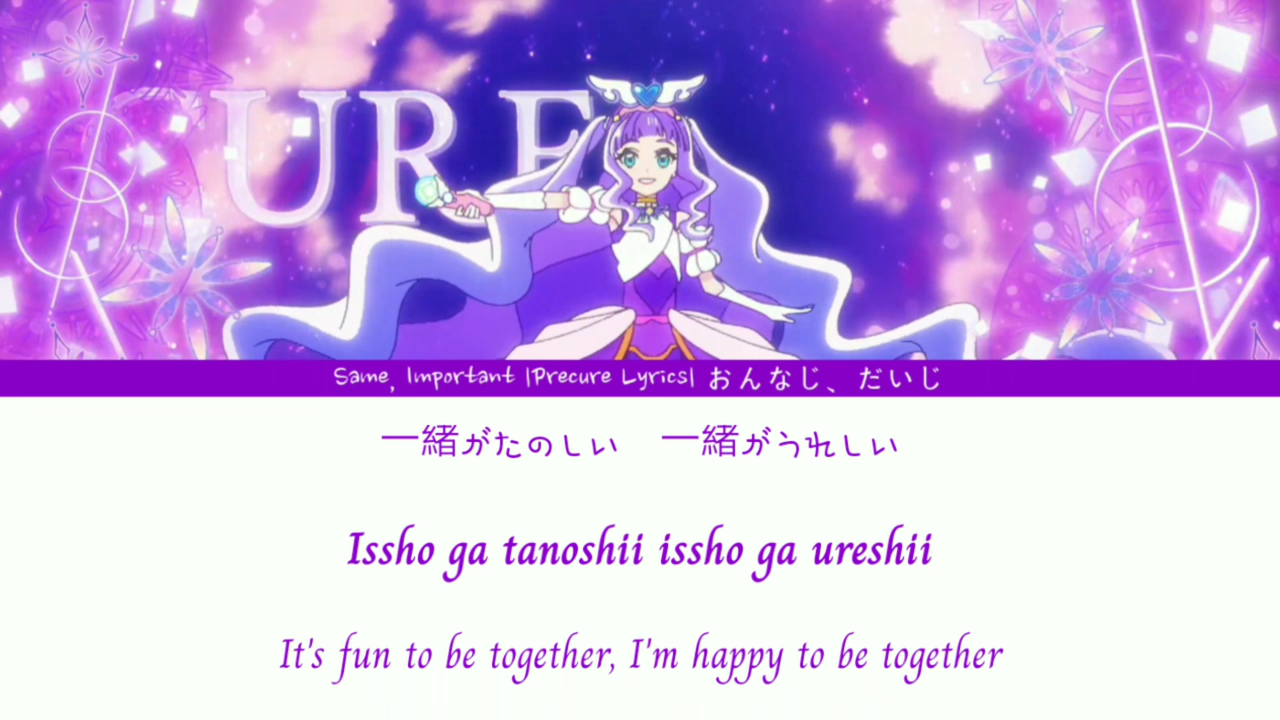 URE
Same, Important |Precure Lyrics| おんなじ、だいじ
一緒がたのしい　一緒がうれしい
Issho ga tanoshii issho ga ureshii
It's fun to be together, I'm happy to be together